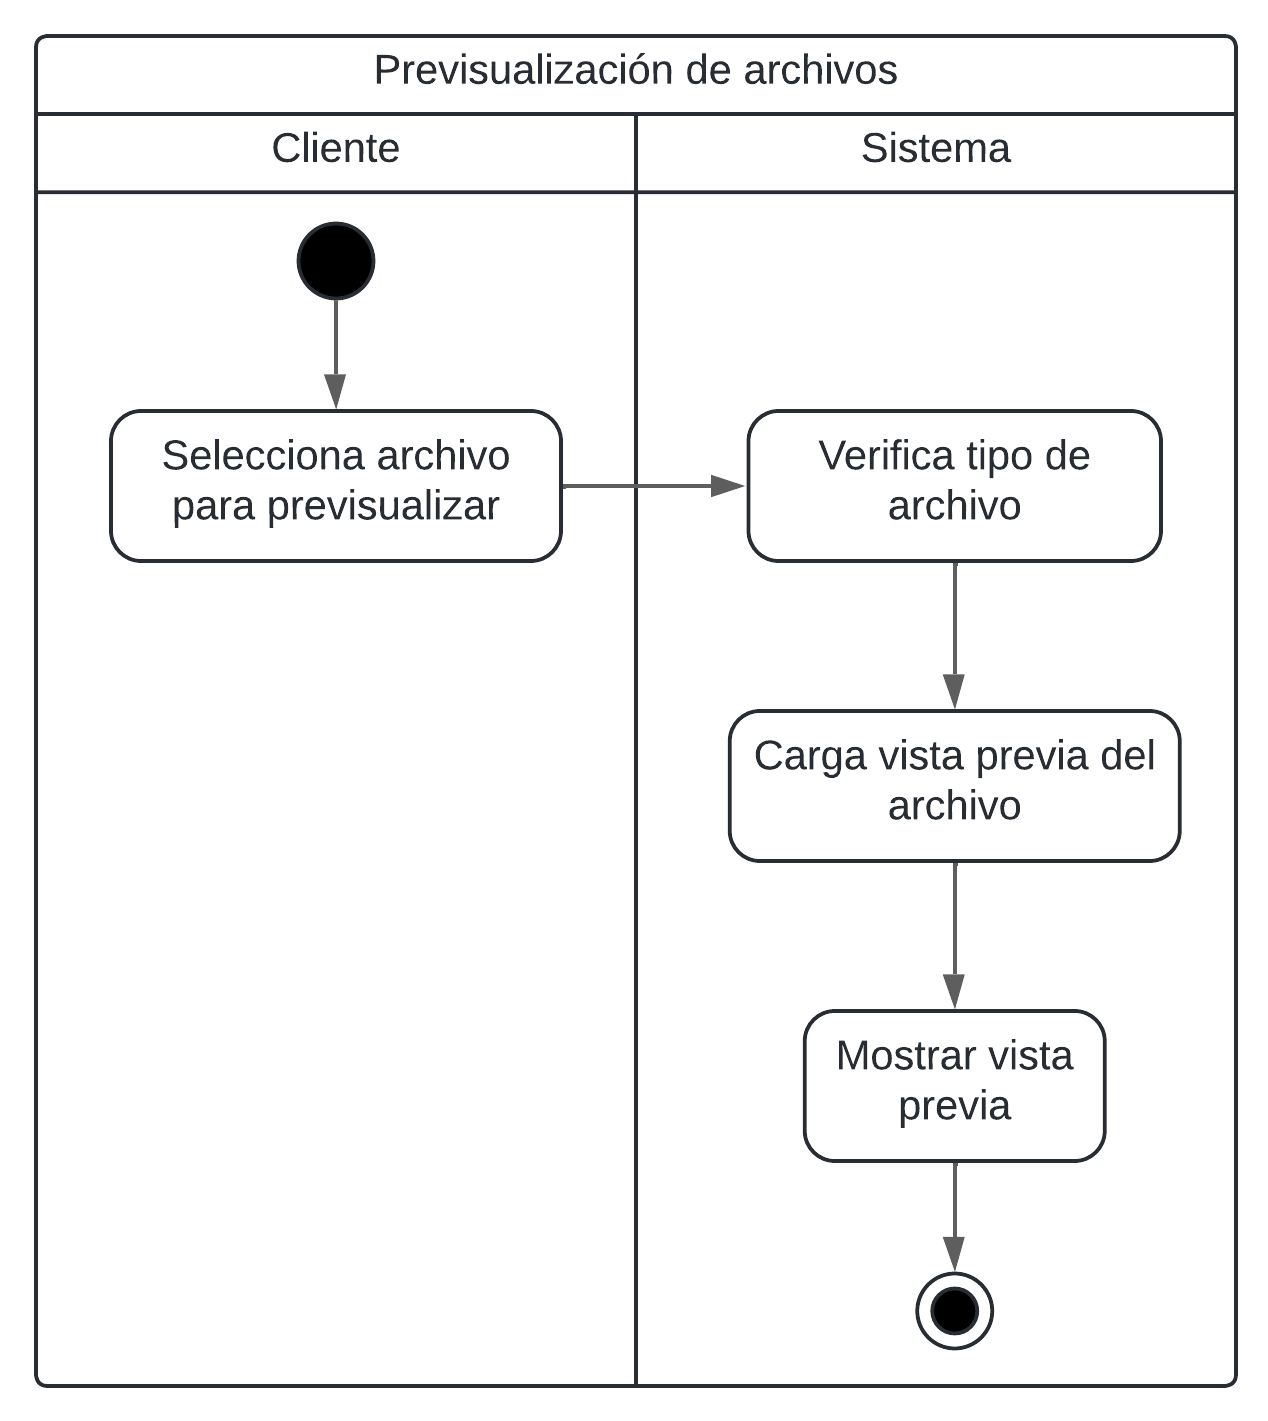 Previsualización de archivos
Cliente
Sistema
Selecciona archivo
para previsualizar
Verifica tipo de
archivo
Carga vista previa del
archivo
Mostrar vista
previa